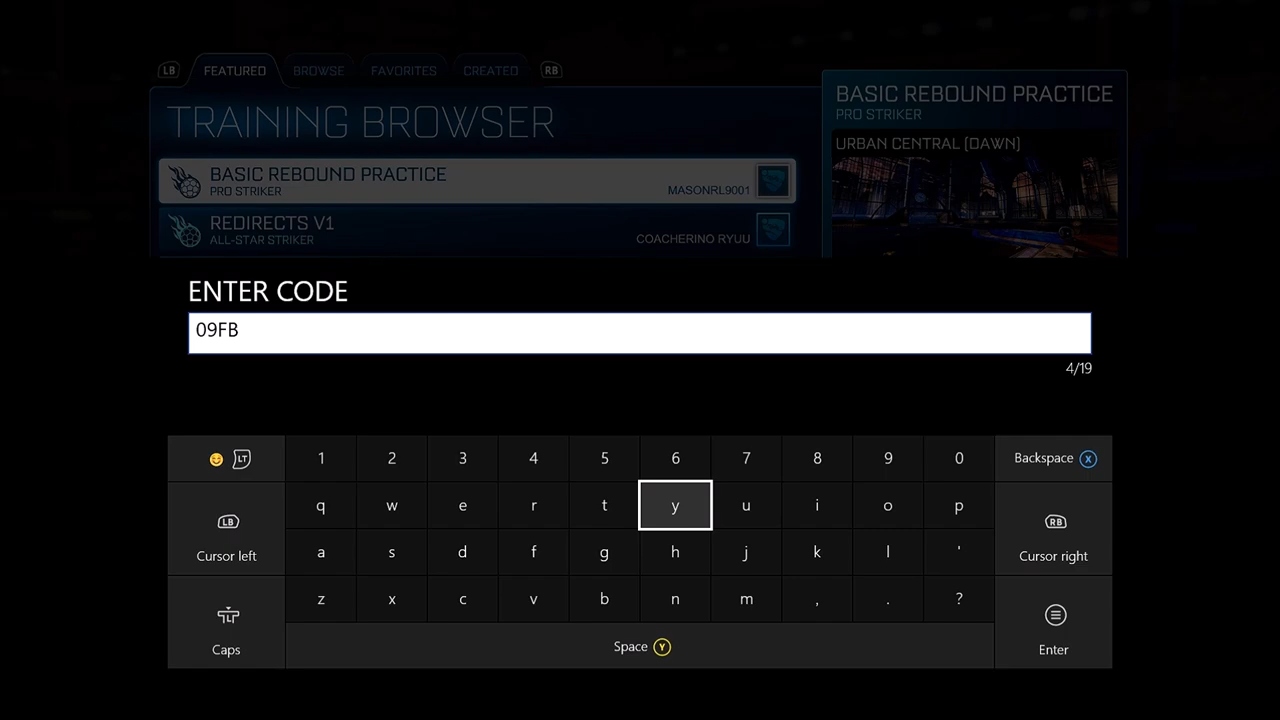 LB FEATURED BROWSE FAVORITES CREATED RB
TRAINING BROWSER
BASIC REBOUND PRACTICE
PRO STRIKER
MASONRL9001
REDIRECTS V1
ALL-STAR STRIKER
COACHERINO RYUU
BASIC REBOUND PRACTICE
PRO STRIKER
URBAN CENTRAL (DAWN)
ENTER CODE
09FB
4/19
LT 1 2 3 4 5 6 7 8 9 0 Backspace X
LB Cursor left q w e r t y u i o p RB Cursor right
a s d f g h j k l '
LT Caps z x c v b n m , . ? Enter
Space Y